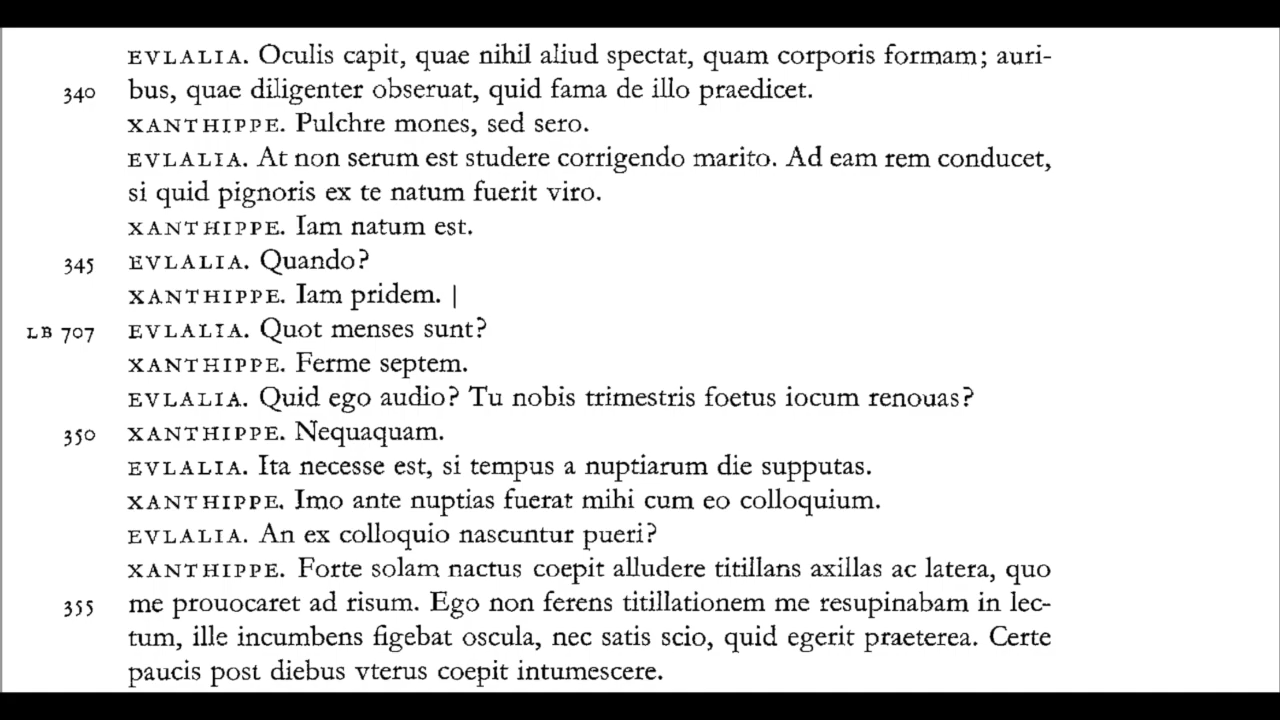 EVLALIA. Oculis capit, quae nihil aliud spectat, quam corporis formam; auri-
340 bus, quae diligenter obseruat, quid fama de illo praedicet.
XANTHIPPE. Pulchre mones, sed sero.
EVLALIA. At non serum est studere corrigendo marito. Ad eam rem conducet,
si quid pignoris ex te natum fuerit viro.
XANTHIPPE. Iam natum est.
345 EVLALIA. Quando?
XANTHIPPE. Iam pridem. |
LB 707 EVLALIA. Quot menses sunt?
XANTHIPPE. Ferme septem.
EVLALIA. Quid ego audio? Tu nobis trimestris foetus iocum renouas?
350 XANTHIPPE. Nequaquam.
EVLALIA. Ita necesse est, si tempus a nuptiarum die supputas.
XANTHIPPE. Imo ante nuptias fuerat mihi cum eo colloquium.
EVLALIA. An ex colloquio nascuntur pueri?
XANTHIPPE. Forte solam nactus coepit alludere titillans axillas ac latera, quo
355 me prouocaret ad risum. Ego non ferens titillationem me resupinabam in lec-
tum, ille incumbens figebat oscula, nec satis scio, quid egerit praeterea. Certe
paucis post diebus vterus coepit intumescere.